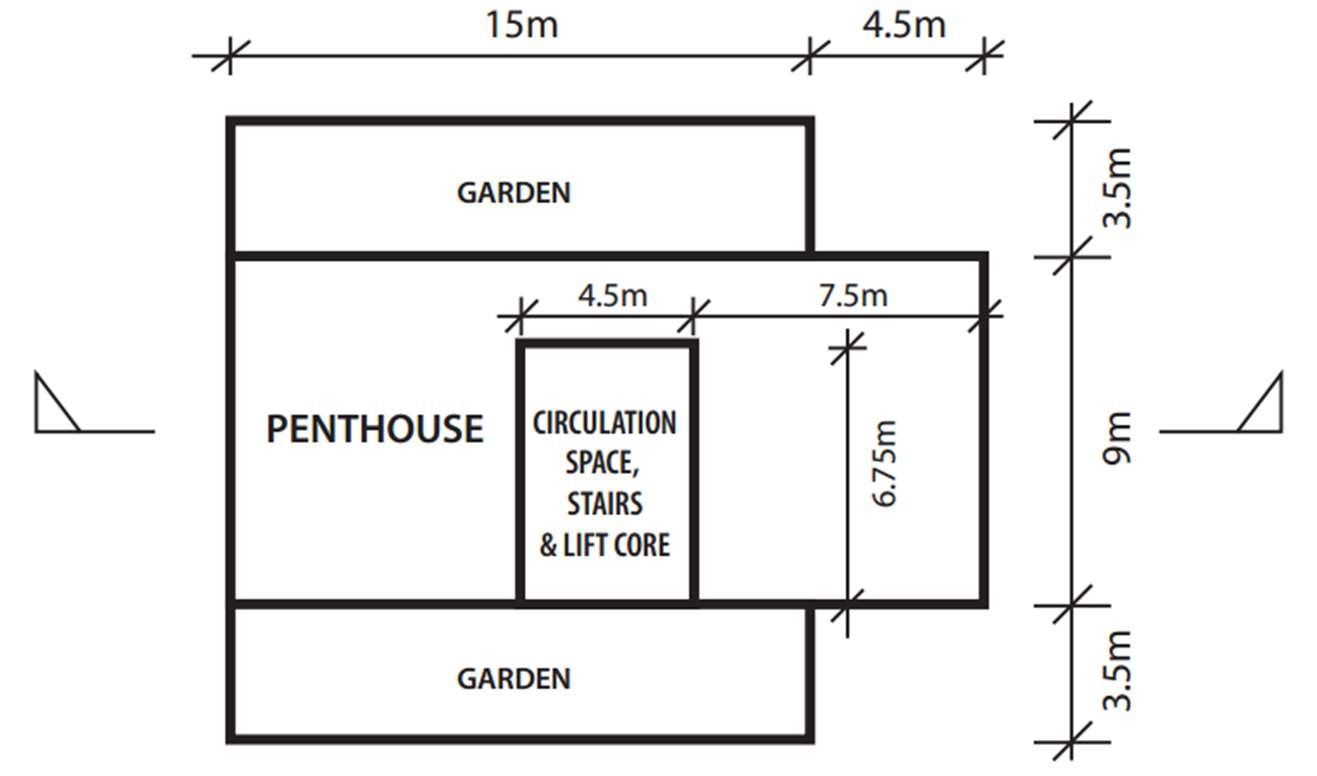 15m
4.5m
GARDEN
3.5m
4.5m
7.5m
PENTHOUSE
CIRCULATION
SPACE,
STAIRS
& LIFT CORE
6.75m
9m
GARDEN
3.5m